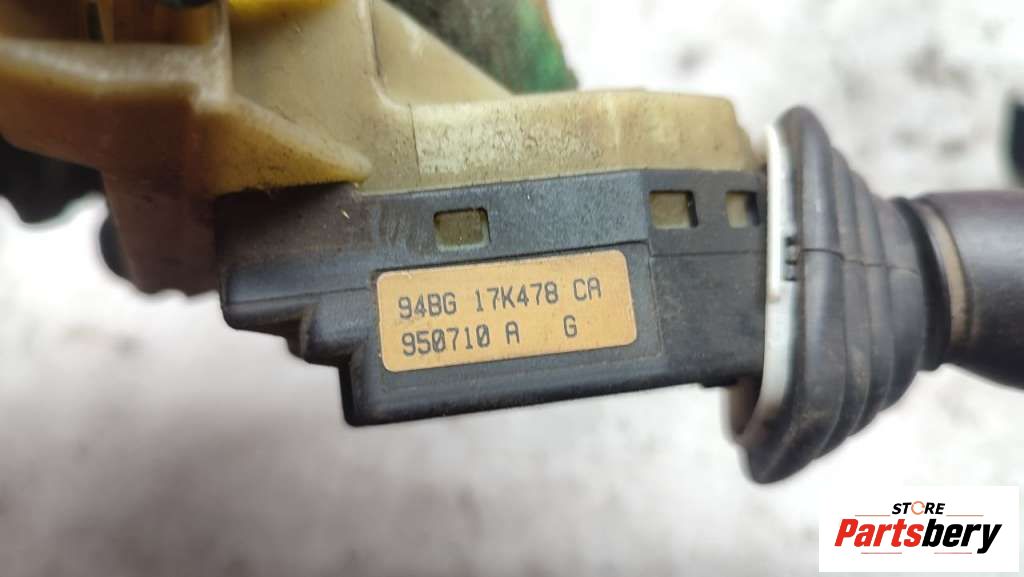 94BG 17K478 CA
950710 A G
STORE
Partsbery